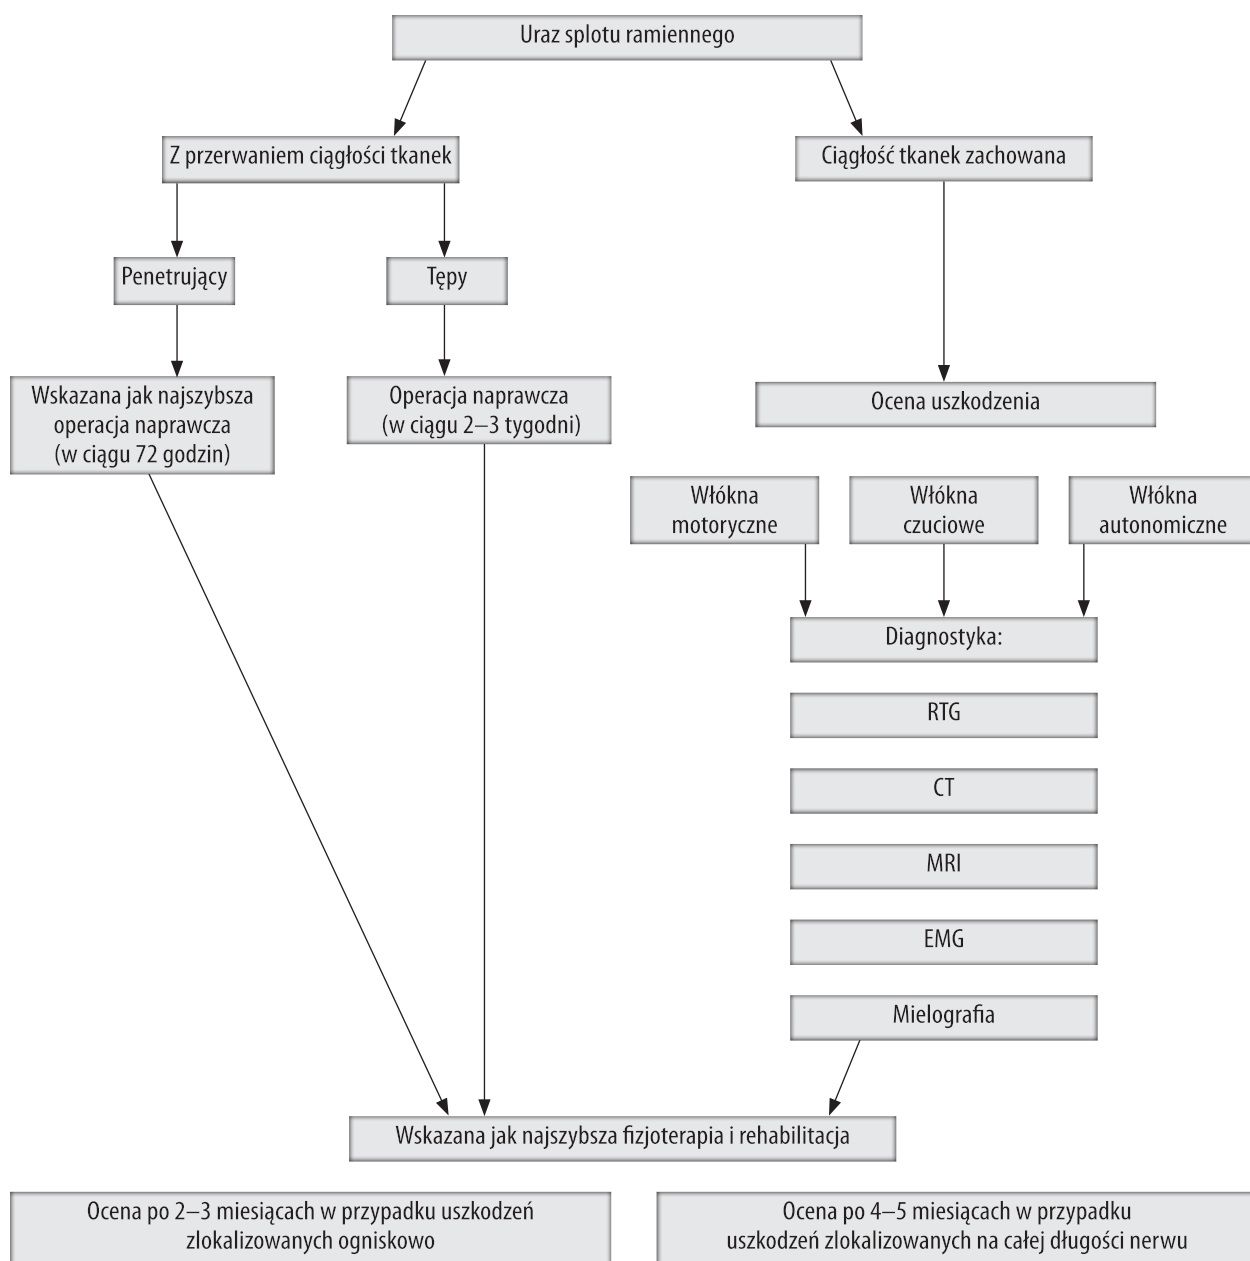 Uraz splotu ramiennego
Z przerwaniem ciągłości tkanek
Ciągłość tkanek zachowana
Penetrujący
Tępy
Wskazana jak najszybsza
operacja naprawcza
(w ciągu 72 godzin)
Operacja naprawcza
(w ciągu 2–3 tygodni)
Ocena uszkodzenia
Włókna
motoryczne
Włókna
czuciowe
Włókna
autonomiczne
Diagnostyka:
RTG
CT
MRI
EMG
Mielografia
Wskazana jak najszybsza fizjoterapia i rehabilitacja
Ocena po 2–3 miesiącach w przypadku uszkodzeń
zlokalizowanych ogniskowo
Ocena po 4–5 miesiącach w przypadku
uszkodzeń zlokalizowanych na całej długości nerwu